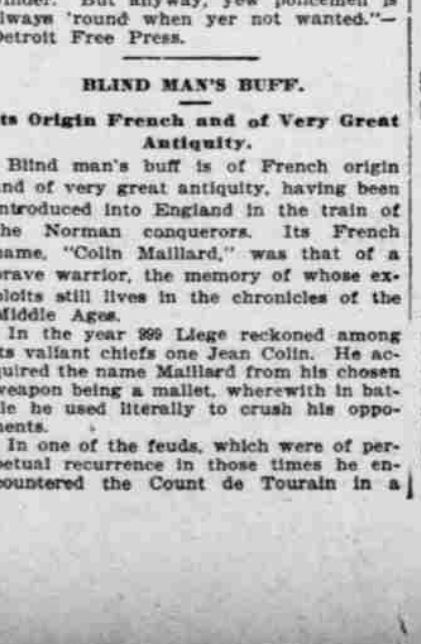 But anyway, yew policemen is
always 'round when yer not wanted."—
Detroit Free Press.
BLIND MAN'S BUFF.
ts Origin French and of Very Great
Antiquity.
Blind man's buff is of French origin
nd of very great antiquity, having been
ntroduced into England in the train of
he Norman conquerors. Its French
name, "Colin Maillard," was that of a
brave warrior, the memory of whose ex-
ploits still lives in the chronicles of the
Middle Ages.
In the year 999 Liege reckoned among
ts valiant chiefs one Jean Colin. He ac-
quired the name Maillard from his chosen
weapon being a mallet, wherewith in bat-
tle he used literally to crush his oppo-
nents.
In one of the feuds, which were of per-
petual recurrence in those times he en-
countered the Count de Tourain in a